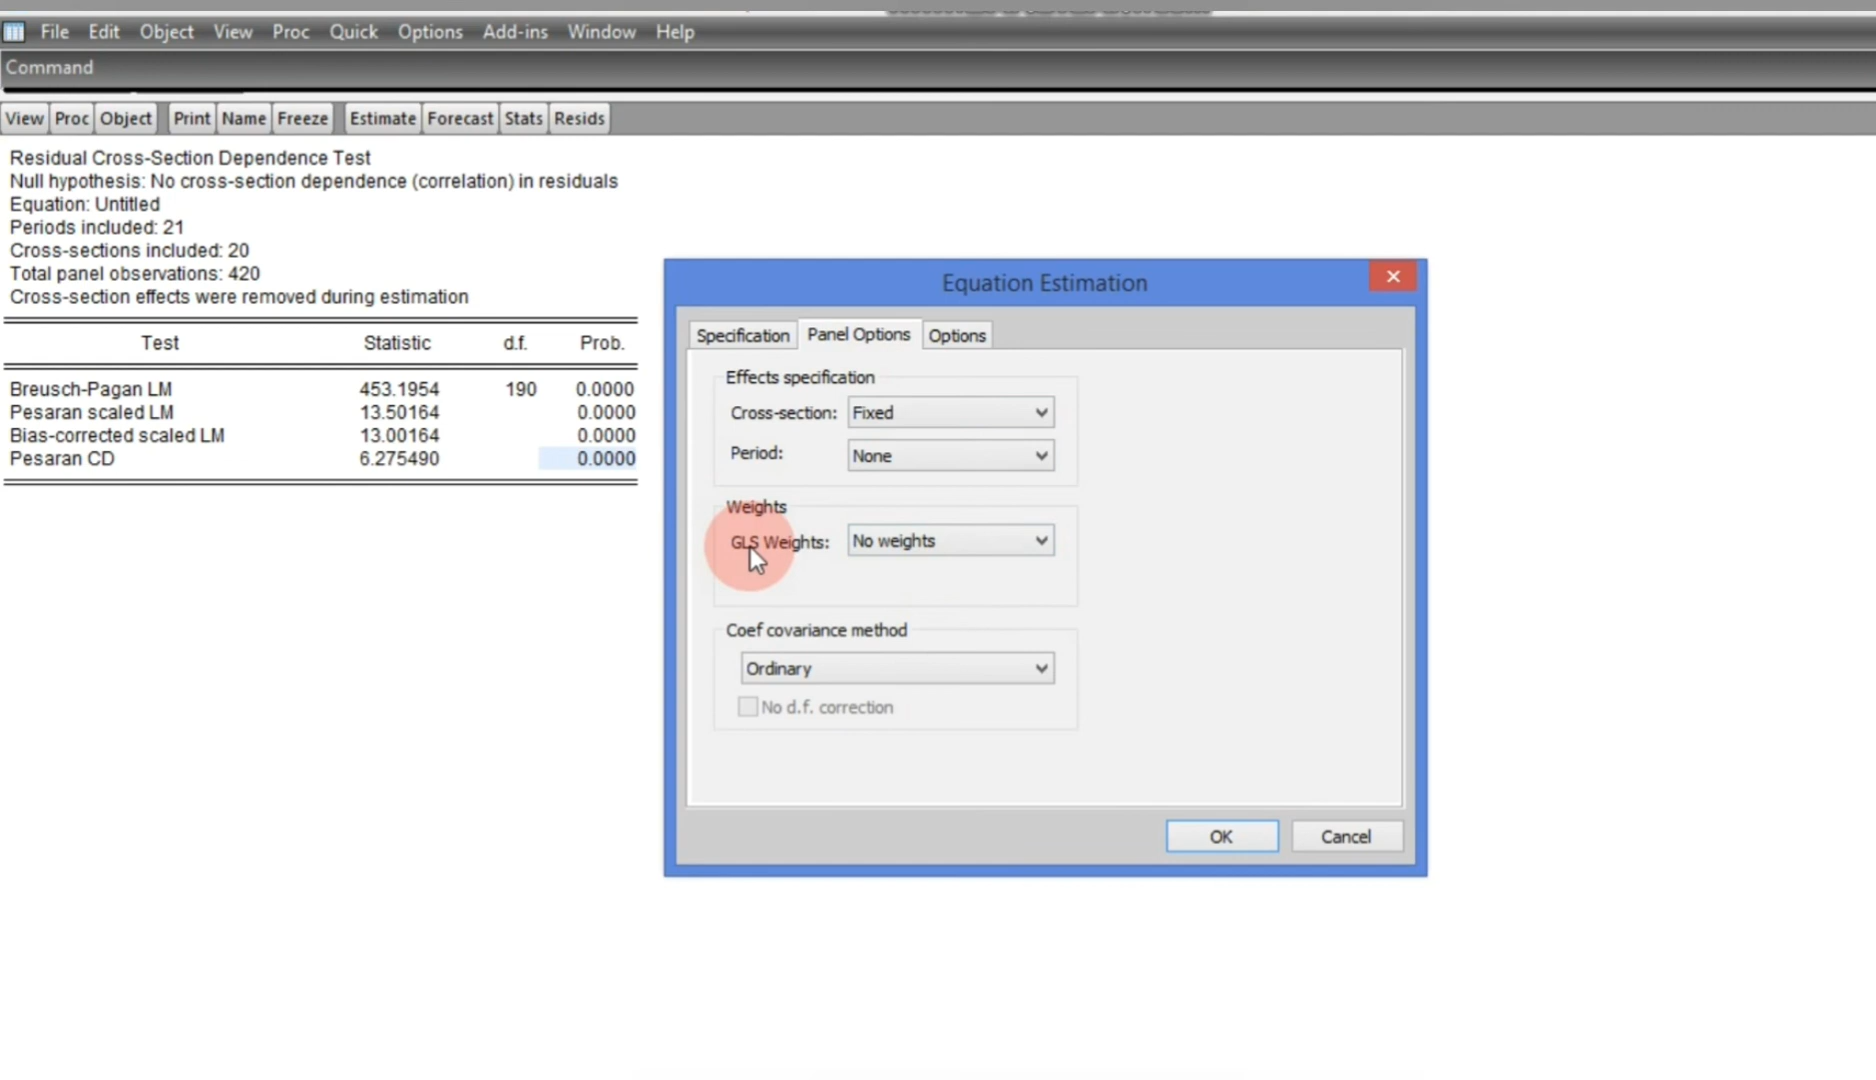 File Edit Object View Proc Quick Options Add-ins Window Help
Command
View Proc Object Print Name Freeze Estimate Forecast Stats Resids
Residual Cross-Section Dependence Test
Null hypothesis: No cross-section dependence (correlation) in residuals
Equation: Untitled
Periods included: 21
Cross-sections included: 20
Total panel observations: 420
Cross-section effects were removed during estimation
Test Statistic d.f. Prob.
Breusch-Pagan LM 453.1954 190 0.0000
Pesaran scaled LM 13.50164 0.0000
Bias-corrected scaled LM 13.00164 0.0000
Pesaran CD 6.275490 0.0000
Equation Estimation
Specification Panel Options Options
Effects specification
Cross-section: Fixed
Period: None
Weights
GLS Weights: No weights
Coef covariance method
Ordinary
No d.f. correction
OK Cancel